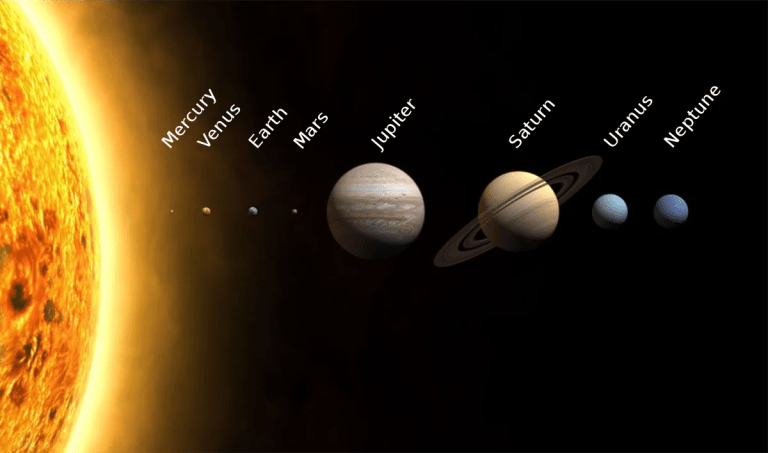 Mercury
Venus
Earth
Mars
Jupiter
Saturn
Uranus
Neptune